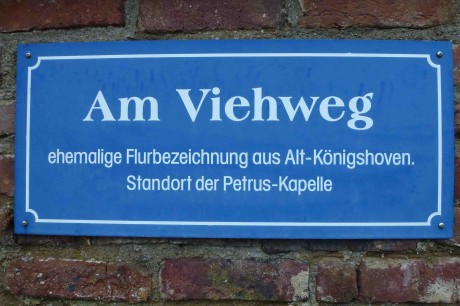 Am Viehweg
ehemalige Flurbezeichnung aus Alt-Königshoven.
Standort der Petrus-Kapelle